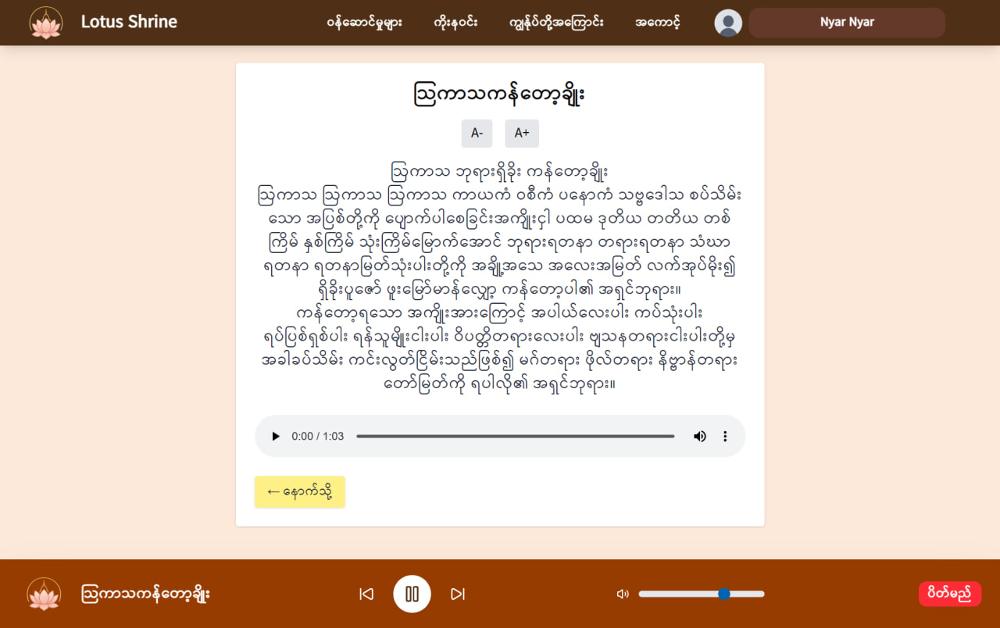 Lotus Shrine
ဝန်ဆောင်မှုများ
ကိုးနဝင်း
ကျွန်ုပ်တို့အကြောင်း
အကောင့်
Nyar Nyar
ဩကာသကန်တော့ချိုး
A-
A+
ဩကာသ ဘုရားရှိခိုး ကန်တော့ချိုး
ဩကာသ ဩကာသ ဩကာသ ကာယကံ ဝစီကံ ပနောကံ သဗ္ဗဒေါသ စပ်သိမ်း
သော အပြစ်တို့ကို ပျောက်ပါစေခြင်းအကျိုးငှါ ပထမ ဒုတိယ တတိယ တစ်
ကြိမ် နှစ်ကြိမ် သုံးကြိမ်မြောက်အောင် ဘုရားရတနာ တရားရတနာ သံဃာ
ရတနာ ရတနာမြတ်သုံးပါးတို့ကို အချို့အသေ အလေးအမြတ် လက်အုပ်မိုး၍
ရှိခိုးပူဇော် ဖူးမြော်မာန်လျှော့ ကန်တော့ပါ၏ အရှင်ဘုရား။
ကန်တော့ရသော အကျိုးအားကြောင့် အပါယ်လေးပါး ကပ်သုံးပါး
ရပ်ပြစ်ရှစ်ပါး ရန်သူမျိုးငါးပါး ဝိပတ္တိတရားလေးပါး ဗျသနတရားငါးပါးတို့မှ
အခါခပ်သိမ်း ကင်းလွတ်ငြိမ်းသည်ဖြစ်၍ မဂ်တရား ဖိုလ်တရား နိဗ္ဗာန်တရား
တော်မြတ်ကို ရပါလို၏ အရှင်ဘုရား။
0:00 / 1:03
← နောက်သို့
ဩကာသကန်တော့ချိုး
ပိတ်မည်